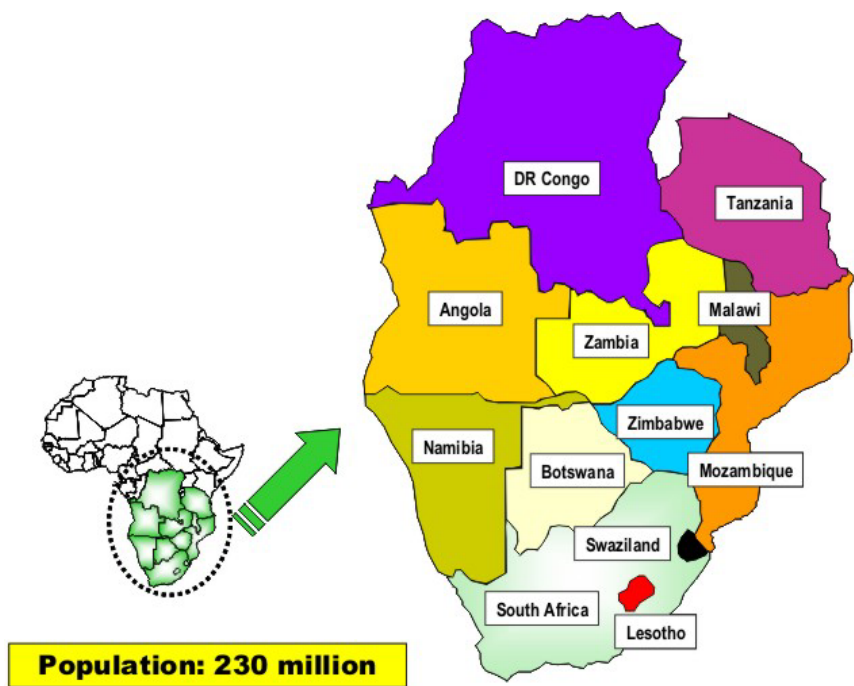 DR Congo
Tanzania
Angola
Malawi
Zambia
Zimbabwe
Namibia
Botswana
Mozambique
Swaziland
South Africa
Lesotho
Population: 230 million